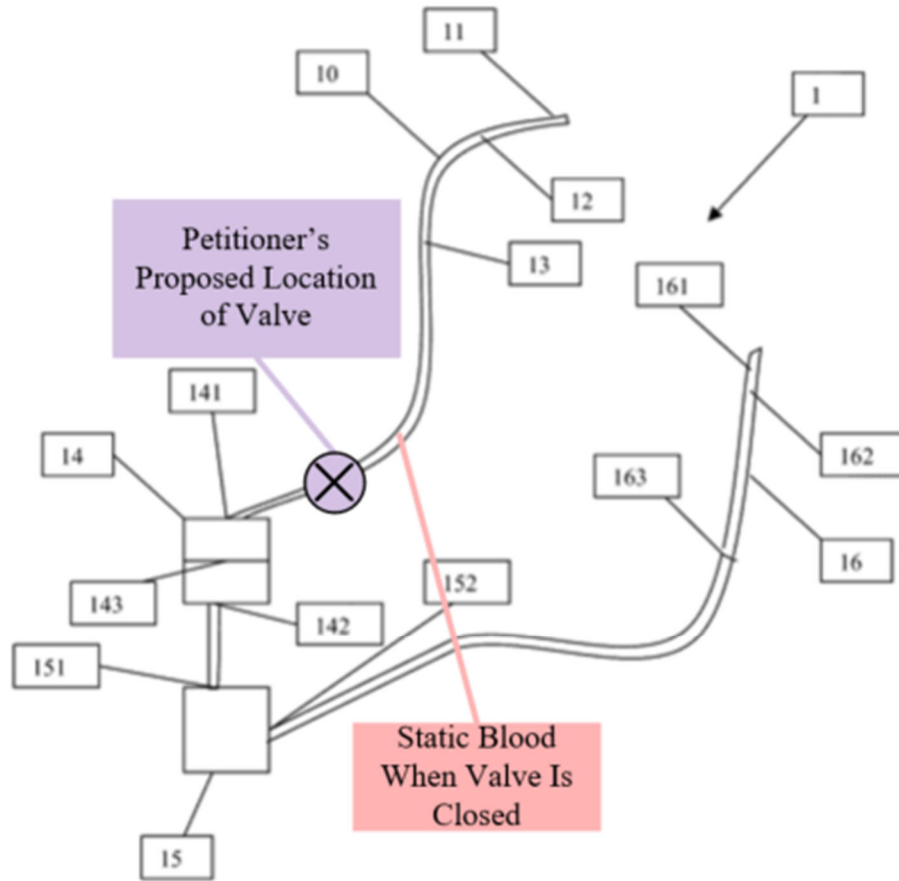 11
10
1
12
Petitioner's
Proposed Location
of Valve
13
161
141
14
162
163
16
152
143
142
151
Static Blood
When Valve Is
Closed
15